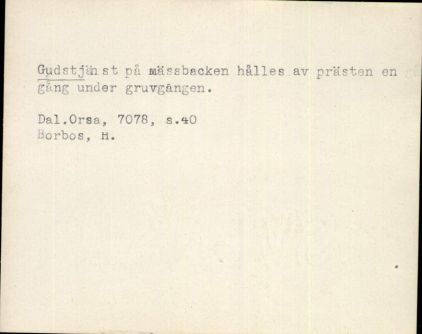 Gudstjänst på mässbacken hålles av prästen en
gång under gruvgången.
Dal.Orsa, 7078, s.40
Borbos, H.